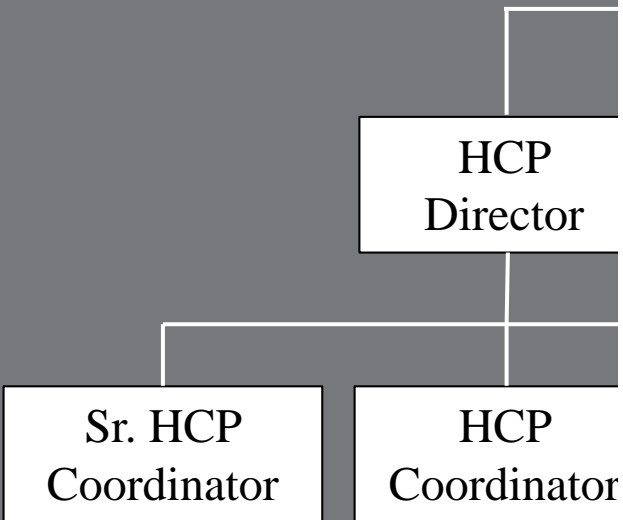 HCP
Director
Sr. HCP
Coordinator
HCP
Coordinator